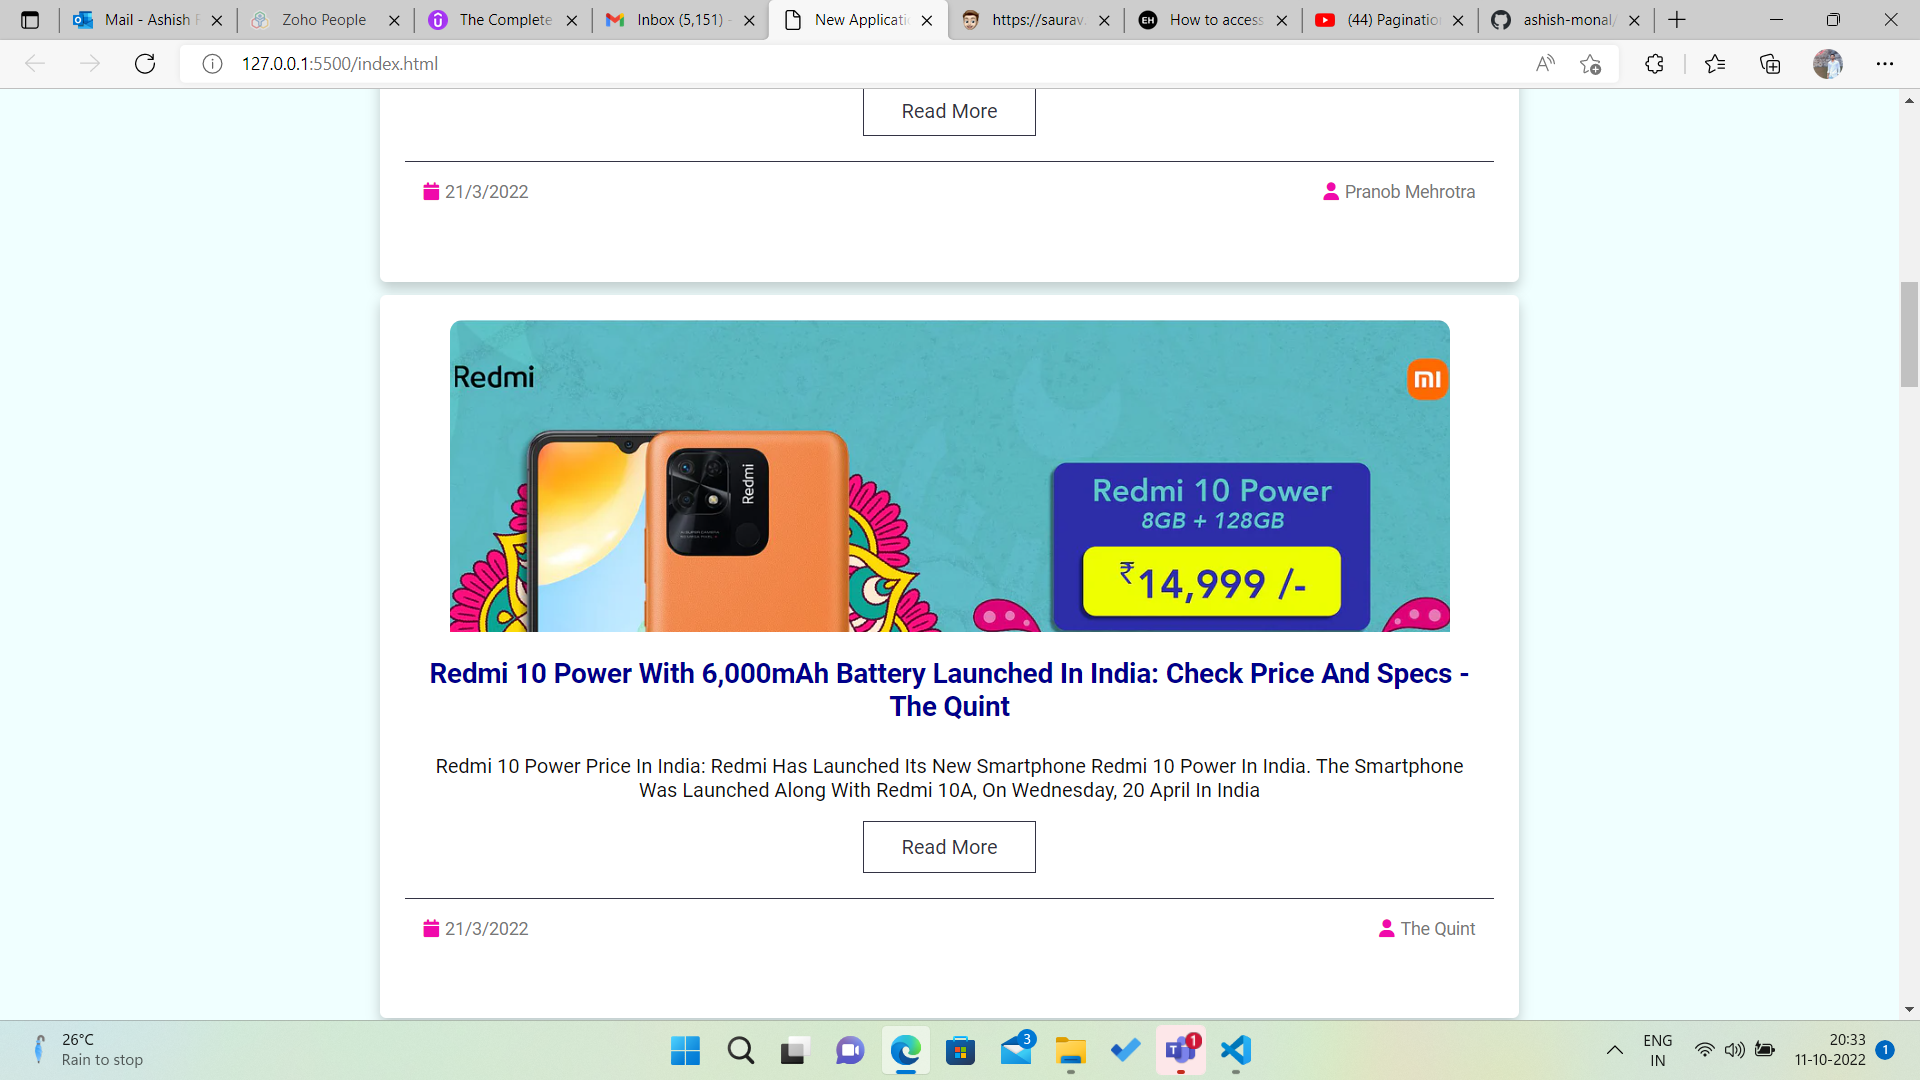 Mail - Ashish
Zoho People
The Complete
Inbox (5,151) -
New Applicati
https://saurav.
How to access
(44) Pagination
ashish-monal/
127.0.0.1:5500/index.html
Read More
21/3/2022
Pranob Mehrotra
Redmi
mi
Redmi
Redmi 10 Power
8GB + 128GB
₹14,999 /-
Redmi 10 Power With 6,000mAh Battery Launched In India: Check Price And Specs -
The Quint
Redmi 10 Power Price In India: Redmi Has Launched Its New Smartphone Redmi 10 Power In India. The Smartphone
Was Launched Along With Redmi 10A, On Wednesday, 20 April In India
Read More
21/3/2022
The Quint
26°C
Rain to stop
3
1
ENG
IN
20:33
11-10-2022
1